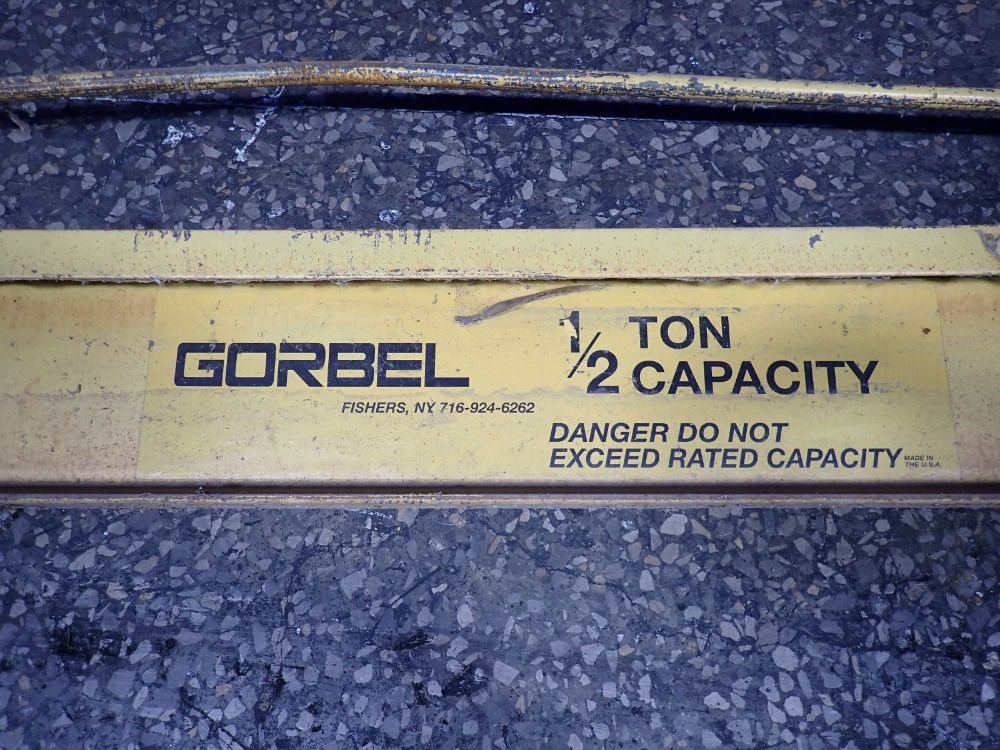 GORBEL
FISHERS, NY 716-924-6262
1/2 TON
CAPACITY
DANGER DO NOT
EXCEED RATED CAPACITY
MADE IN
THE U.S.A.